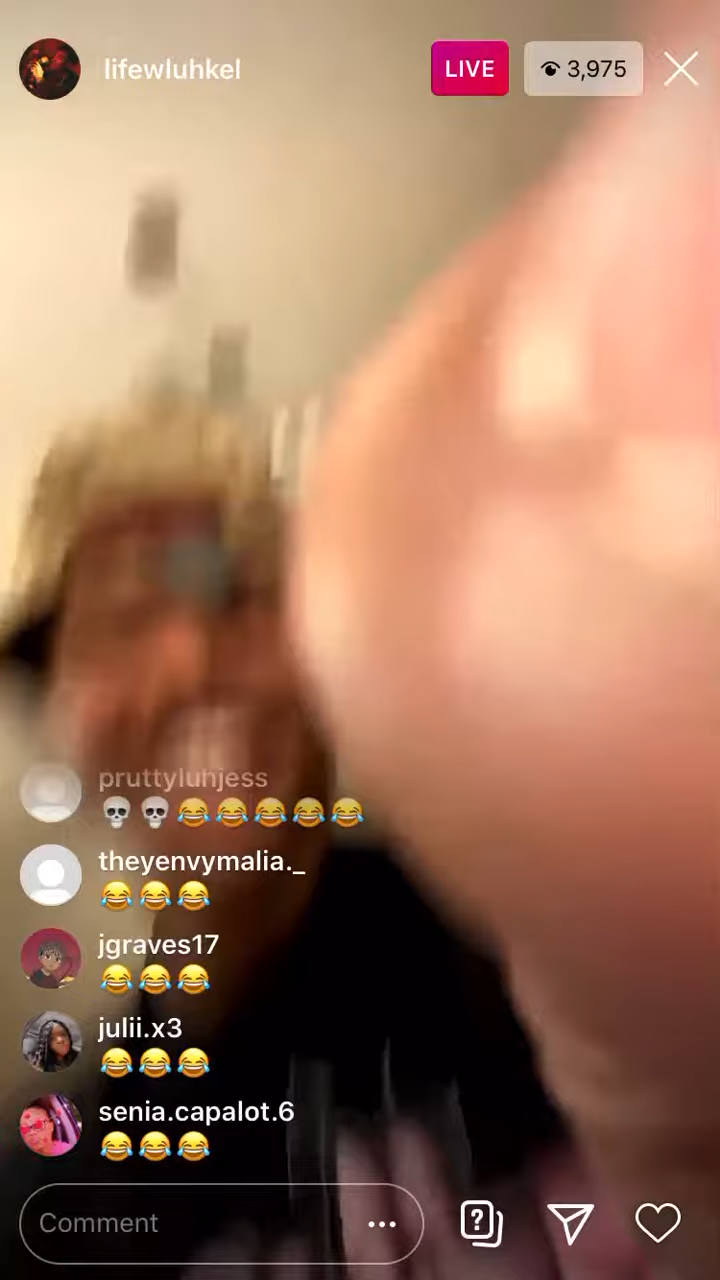 lifewluhkel
LIVE
3,975
pruttyluhjess
💀💀😂😂😂😂😂
theyenvymalia._
😂😂😂
jgraves17
😂😂😂
julii.x3
😂😂😂
senia.capalot.6
😂😂😂
Comment